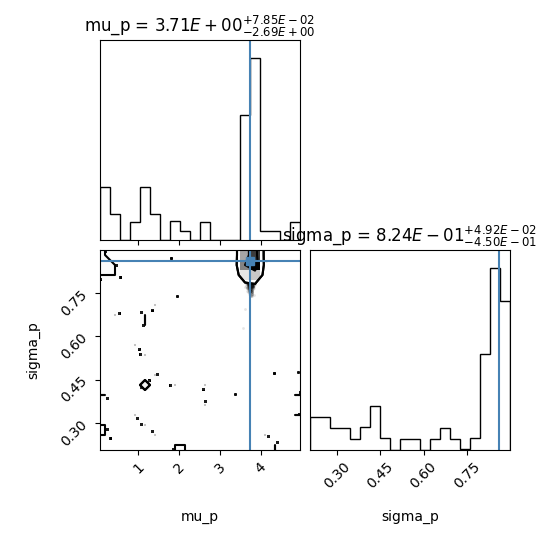 mu_p = 3.71E + 00+7.85E − 02
−2.69E + 00
sigma_p = 8.24E − 01+4.92E − 02
−4.50E − 01
sigma_p
0.75
0.60
0.45
0.30
1 2 3 4
0.30 0.45 0.60 0.75
mu_p sigma_p